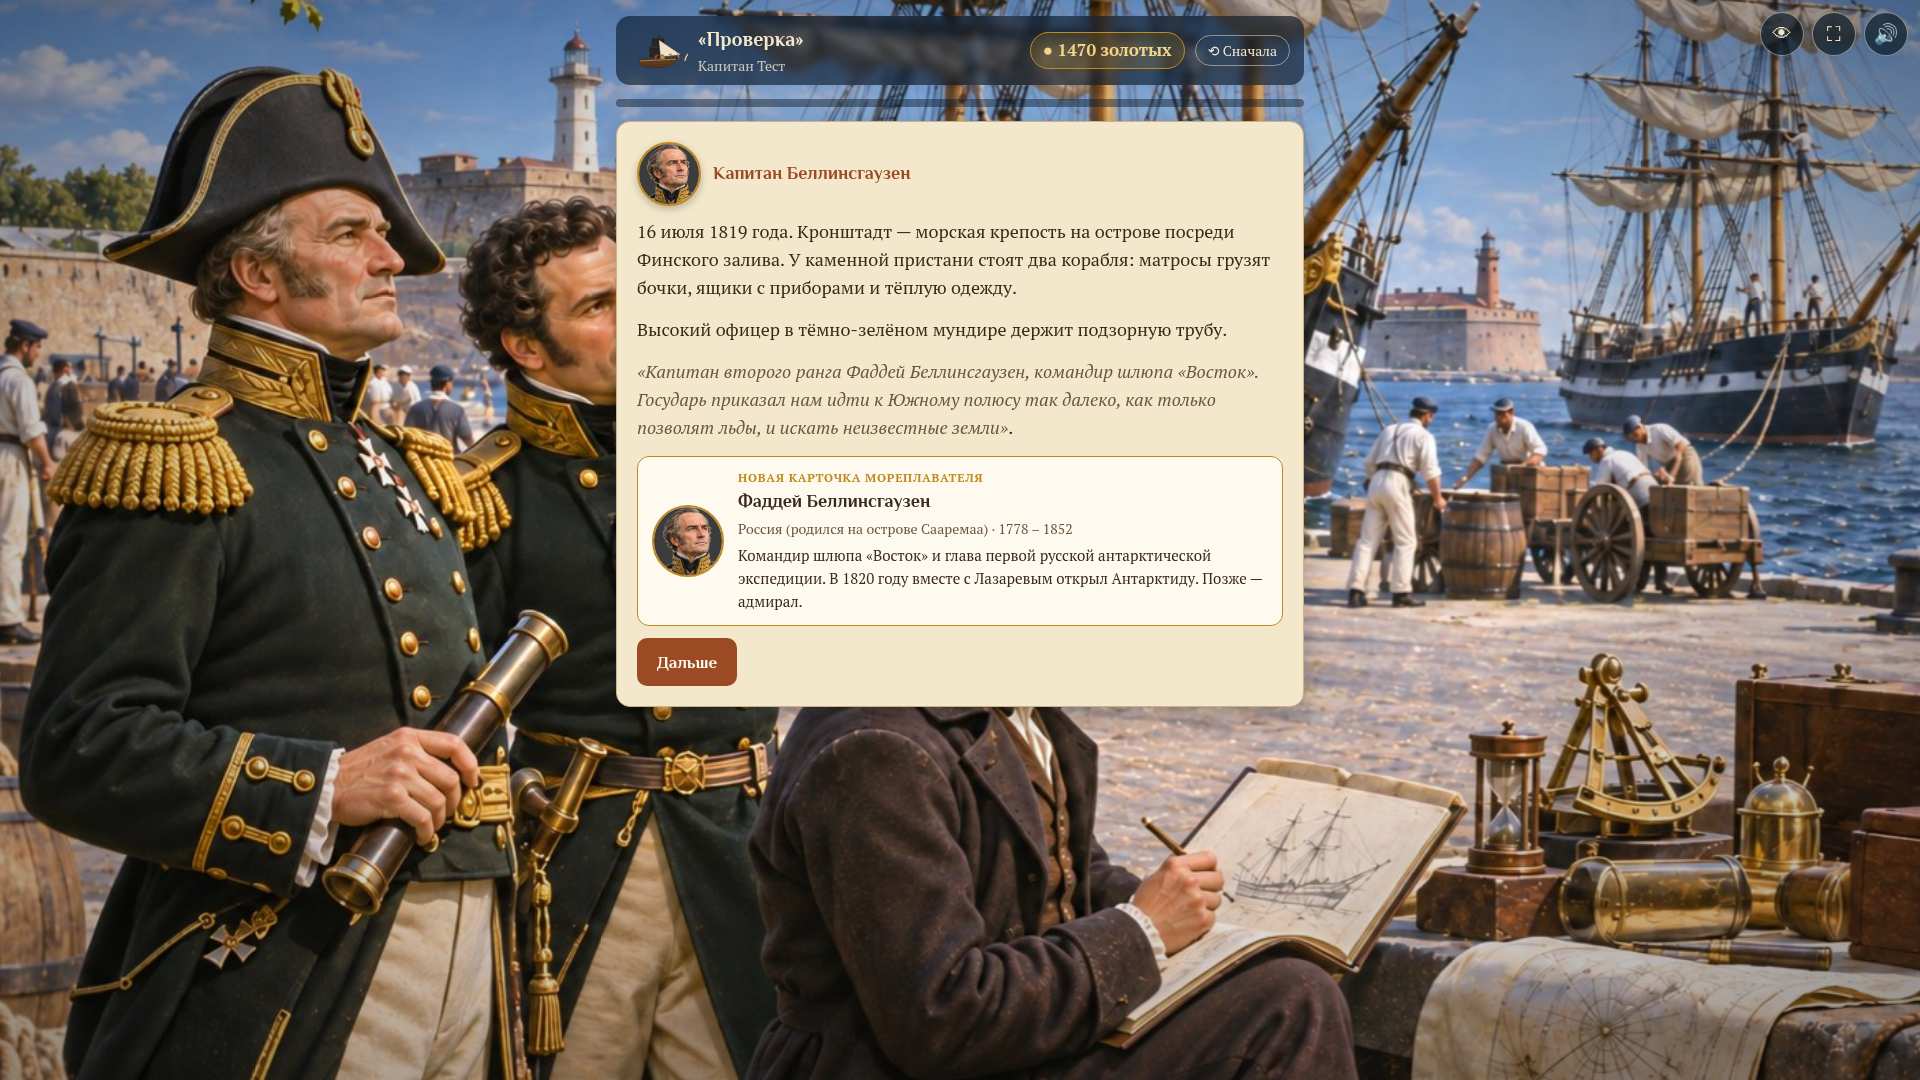 «Проверка»
Капитан Тест
● 1470 золотых
⟲ Сначала
Капитан Беллинсгаузен
16 июля 1819 года. Кронштадт — морская крепость на острове посреди
Финского залива. У каменной пристани стоят два корабля: матросы грузят
бочки, ящики с приборами и тёплую одежду.
Высокий офицер в тёмно-зелёном мундире держит подзорную трубу.
«Капитан второго ранга Фаддей Беллинсгаузен, командир шлюпа «Восток».
Государь приказал нам идти к Южному полюсу так далеко, как только
позволят льды, и искать неизвестные земли».
НОВАЯ КАРТОЧКА МОРЕПЛАВАТЕЛЯ
Фаддей Беллинсгаузен
Россия (родился на острове Сааремаа) · 1778 – 1852
Командир шлюпа «Восток» и глава первой русской антарктической
экспедиции. В 1820 году вместе с Лазаревым открыл Антарктиду. Позже —
адмирал.
Дальше